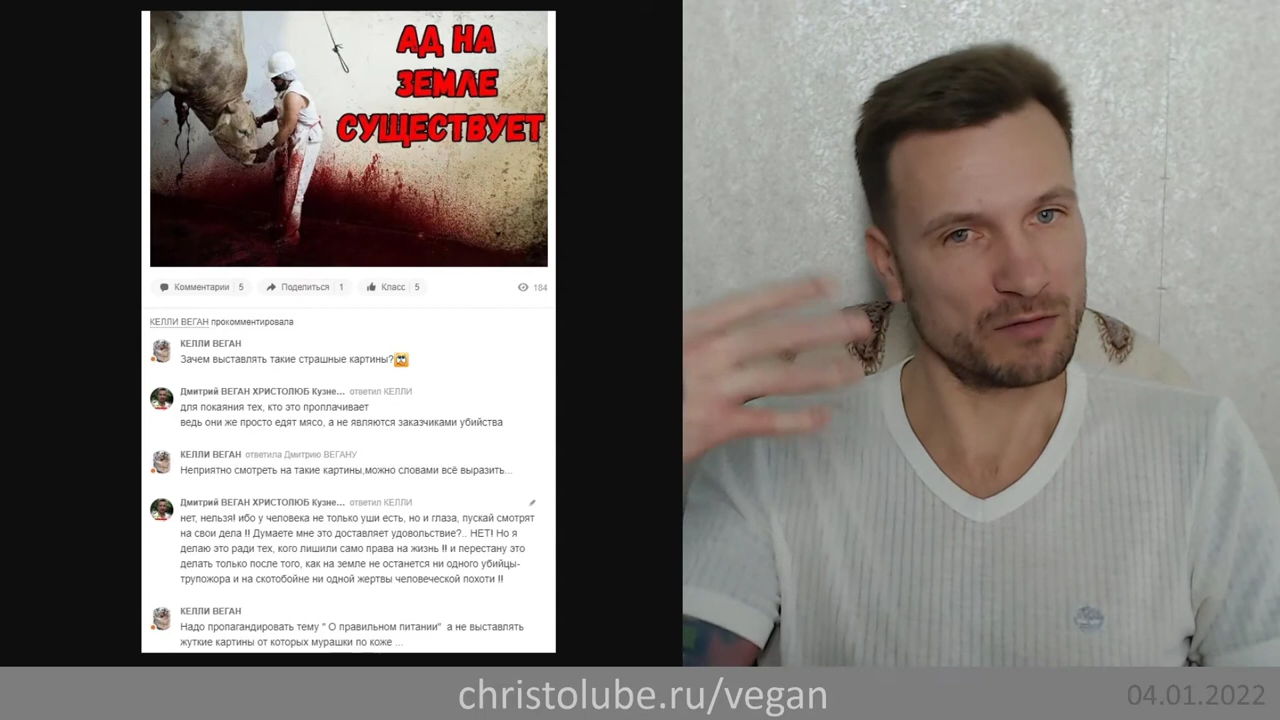 АД НА
ЗЕМЛЕ
СУЩЕСТВУЕТ
Комментарии 5 Поделиться 1 Класс 5 184
КЕЛЛИ ВЕГАН прокомментировала
КЕЛЛИ ВЕГАН
Зачем выставлять такие страшные картины?
Дмитрий ВЕГАН ХРИСТОЛЮБ Кузне... ответил КЕЛЛИ
для покаяния тех, кто это проплачивает
ведь они же просто едят мясо, а не являются заказчиками убийства
КЕЛЛИ ВЕГАН ответила Дмитрию ВЕГАНУ
Неприятно смотреть на такие картины,можно словами всё выразить...
Дмитрий ВЕГАН ХРИСТОЛЮБ Кузне... ответил КЕЛЛИ
нет, нельзя! ибо у человека не только уши есть, но и глаза, пускай смотрят
на свои дела !! Думаете мне это доставляет удовольствие?.. НЕТ! Но я
делаю это ради тех, кого лишили само права на жизнь !! и перестану это
делать только после того, как на земле не останется ни одного убийцы-
трупожора и на скотобойне ни одной жертвы человеческой похоти !!
КЕЛЛИ ВЕГАН
Надо пропагандировать тему " О правильном питании" а не выставлять
жуткие картины от которых мурашки по коже ...
christolube.ru/vegan
04.01.2022